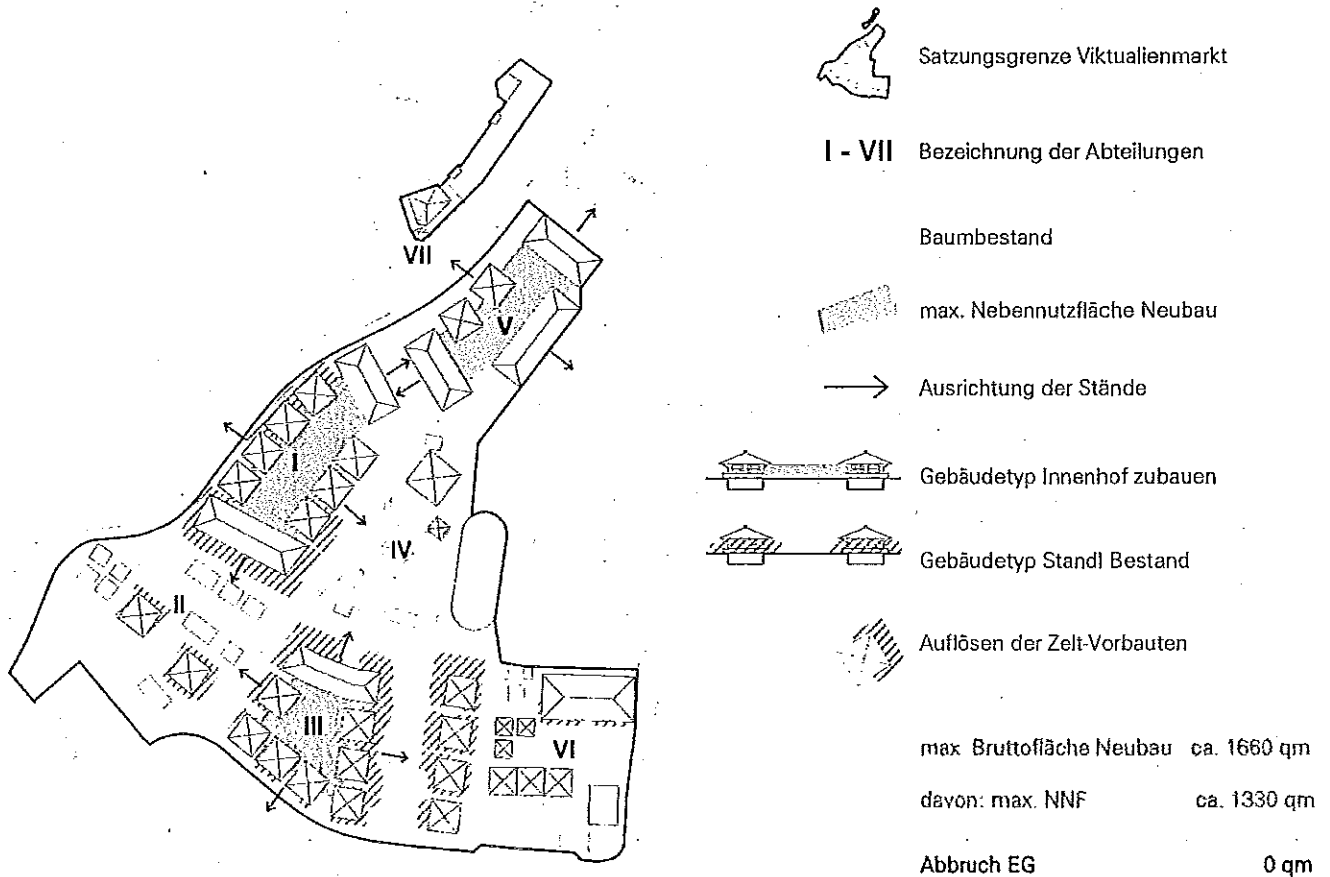 Satzungsgrenze Viktualienmarkt
I - VII Bezeichnung der Abteilungen
Baumbestand
max. Nebennutzfläche Neubau
Ausrichtung der Stände
Gebäudetyp Innenhof zubauen
Gebäudetyp Standl Bestand
Auflösen der Zelt-Vorbauten
max Bruttofläche Neubau ca. 1660 qm
davon: max. NNF ca. 1330 qm
Abbruch EG 0 qm
VII
V
I
IV
II
III
VI